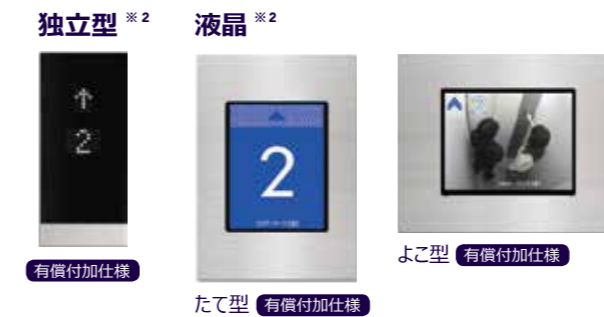 独立型 ※2
液晶 ※2
↑
2
有償付加仕様
2
たて型 有償付加仕様
2
よこ型 有償付加仕様